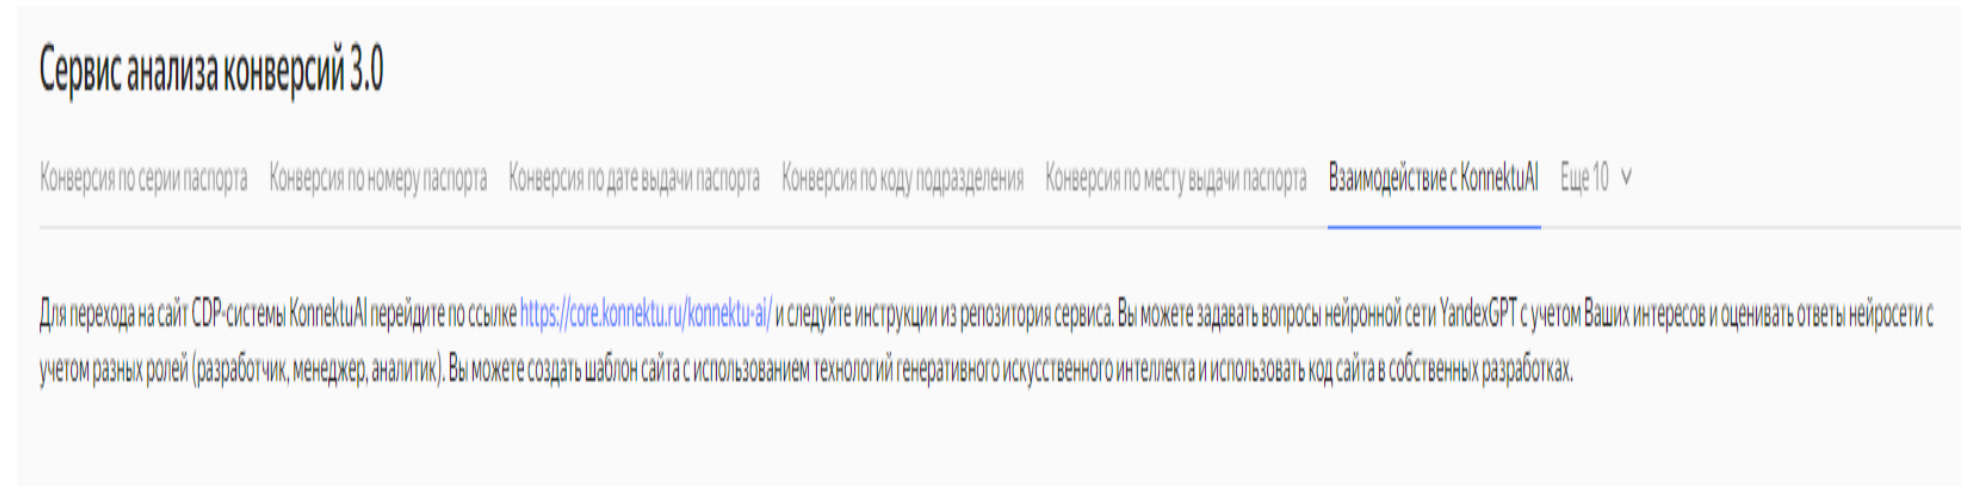 Сервис анализа конверсий 3.0
Конверсия по серии паспорта Конверсия по номеру паспорта Конверсия по дате выдачи паспорта Конверсия по коду подразделения Конверсия по месту выдачи паспорта Взаимодействие с KonnektuAI Еще 10
Для перехода на сайт CDP-системы KonnektuAI перейдите по ссылке https://core.konnektu.ru/konnektu-ai/ и следуйте инструкции из репозитория сервиса. Вы можете задавать вопросы нейронной сети YandexGPT с учетом Ваших интересов и оценивать ответы нейросети с
учетом разных ролей (разработчик, менеджер, аналитик). Вы можете создать шаблон сайта с использованием технологий генеративного искусственного интеллекта и использовать код сайта в собственных разработках.